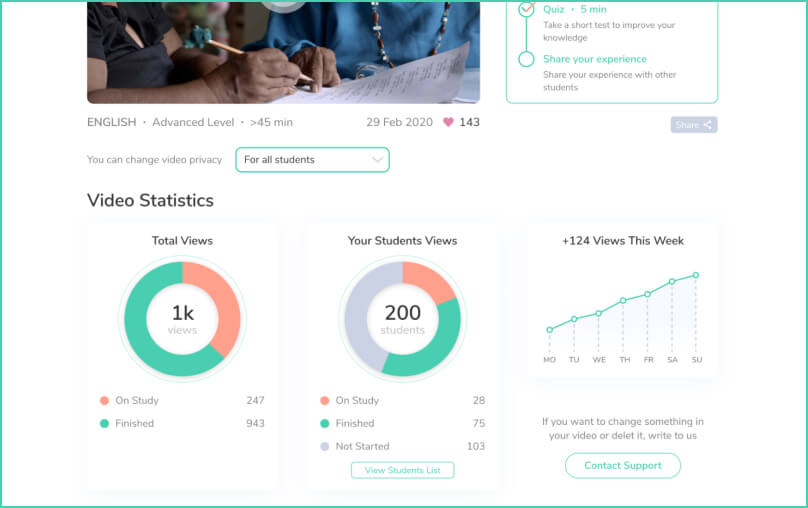 Quiz · 5 min
Take a short test to improve your
knowledge
Share your experience
Share your experience with other
students
ENGLISH · Advanced Level · >45 min
29 Feb 2020
143
Share
You can change video privacy
For all students
Video Statistics
Total Views
1k
views
On Study 247
Finished 943
Your Students Views
200
students
On Study 28
Finished 75
Not Started 103
View Students List
+124 Views This Week
MO TU WE TH FR SA SU
If you want to change something in
your video or delet it, write to us
Contact Support